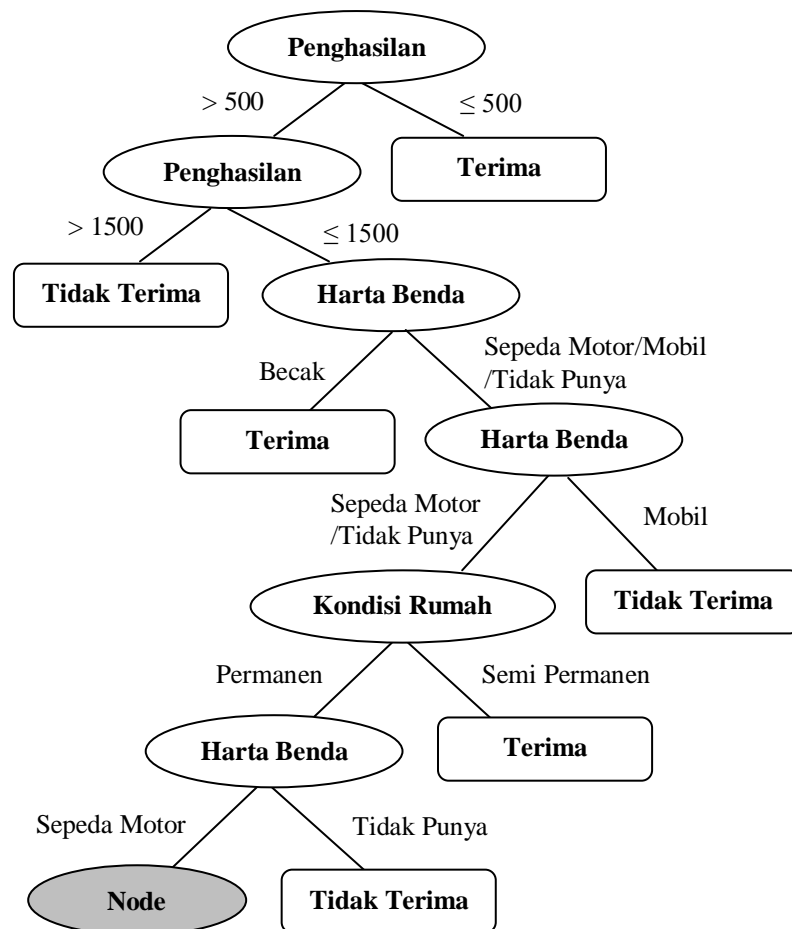 Penghasilan
> 500
≤ 500
Penghasilan
Terima
> 1500
≤ 1500
Tidak Terima
Harta Benda
Becak
Sepeda Motor/Mobil
/Tidak Punya
Terima
Harta Benda
Sepeda Motor
/Tidak Punya
Mobil
Kondisi Rumah
Tidak Terima
Permanen
Semi Permanen
Harta Benda
Terima
Sepeda Motor
Tidak Punya
Node
Tidak Terima